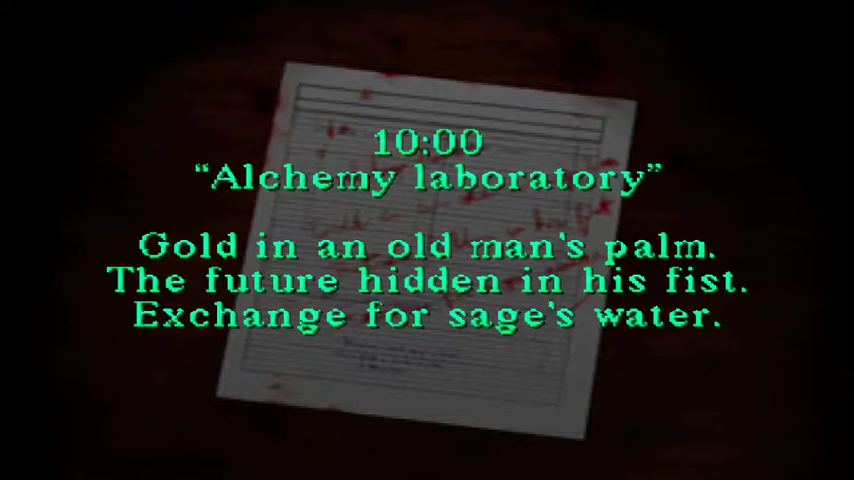 10:00
“Alchemy laboratory”
Gold in an old man's palm.
The future hidden in his fist.
Exchange for sage's water.